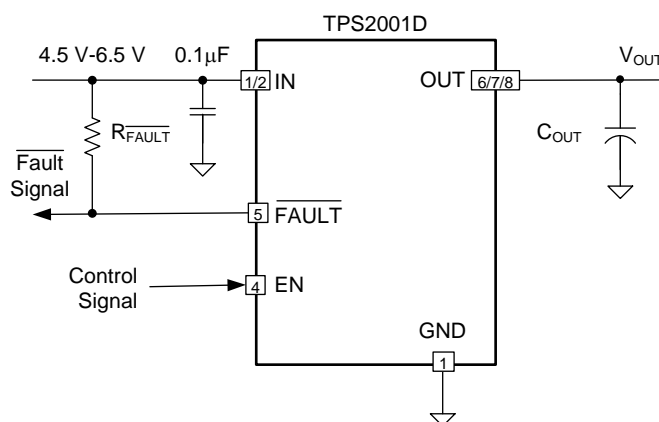 TPS2001D
4.5 V-6.5 V
0.1μF
1/2
IN
OUT
6/7/8
VOUT
RFAULT
COUT
Fault
Signal
5
FAULT
Control
Signal
4
EN
GND
1